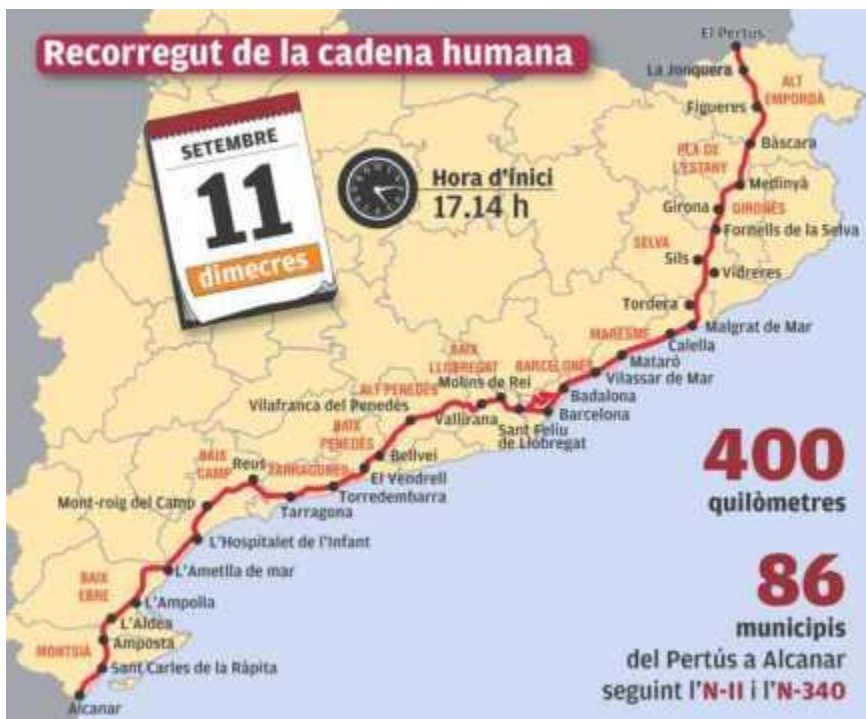 Recorregut de la cadena humana
SETEMBRE
11
dimecres
Hora d'inici
17.14 h
El Pertús
La Jonquera
ALT
EMPORDÀ
Figueres
Bàscara
PLA DE
L'ESTANY
Medinyà
Girona
GIRONÈS
Fornells de la Selva
SELVA
Sils
Vidreres
Tordera
Malgrat de Mar
MARESME
Calella
Mataró
Vilassar de Mar
BARCELONÈS
Badalona
Barcelona
BAIX
LLOBREGAT
Molins de Rei
Sant Feliu
de Llobregat
Vallirana
ALT PENEDÈS
Vilafranca del Penedès
BAIX
PENEDÈS
Bellvei
El Vendrell
Torredembarra
TARRAGONÈS
Tarragona
BAIX
CAMP
Reus
Mont-roig del Camp
L'Hospitalet de l'Infant
L'Ametlla de mar
BAIX
EBRE
L'Ampolla
L'Aldea
Amposta
MONTSIÀ
Sant Carles de la Ràpita
Alcanar
400
quilòmetres
86
municipis
del Pertús a Alcanar
seguint l'N-II i l'N-340